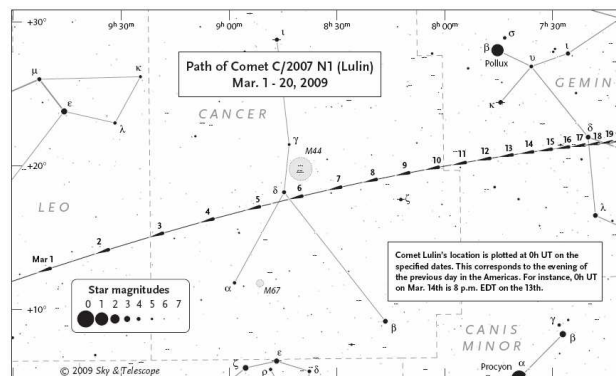 +30°
9h 30m
9h 00m
8h 30m
8h 00m
7h 30m
Path of Comet C/2007 N1 (Lulin)
Mar. 1 - 20, 2009
ι
σ
β
ι
Pollux
υ
κ
GEMIN
μ
κ
ε
λ
CANCER
γ
M44
δ
+20°
LEO
Mar 1
2
3
4
5
6
7
8
9
10
11
12
13
14
15
16
17
18
19
δ
ζ
λ
Comet Lulin's location is plotted at 0h UT on the
specified dates. This corresponds to the evening of
the previous day in the Americas. For instance, 0h UT
on Mar. 14th is 8 p.m. EDT on the 13th.
Star magnitudes
0 1 2 3 4 5 6 7
+10°
α
M67
β
CANIS
MINOR
γ
β
α
Procyon
© 2009 Sky & Telescope
ζ
ε
ρ
δ